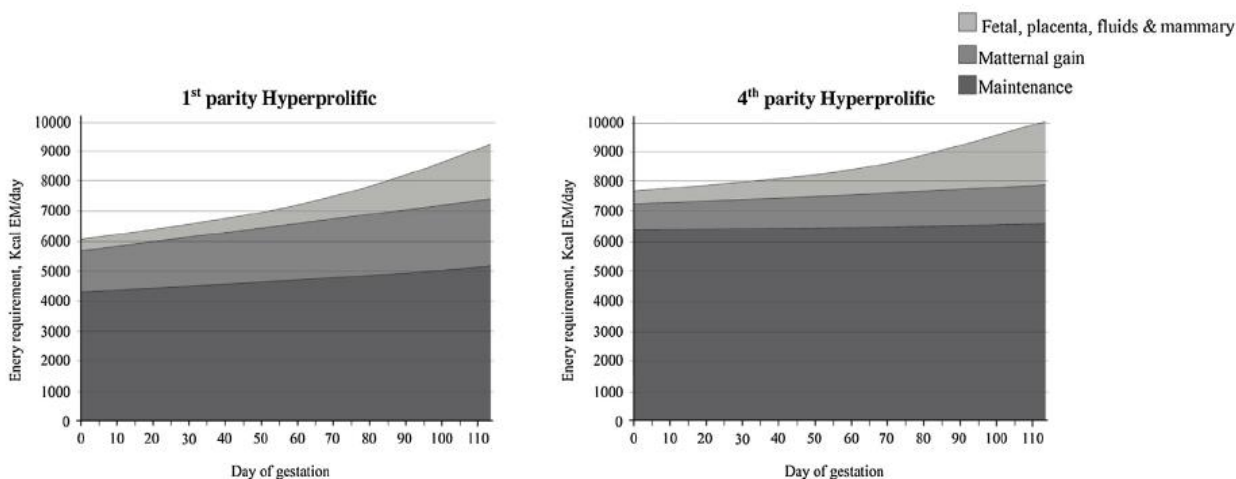 Fetal, placenta, fluids & mammary
Matternal gain
Maintenance
1st parity Hyperprolific
10000
9000
8000
7000
6000
5000
4000
3000
2000
1000
0
Enery requirement, Kcal EM/day
0 10 20 30 40 50 60 70 80 90 100 110
Day of gestation
4th parity Hyperprolific
10000
9000
8000
7000
6000
5000
4000
3000
2000
1000
0
Enery requirement, Kcal EM/day
0 10 20 30 40 50 60 70 80 90 100 110
Day of gestation